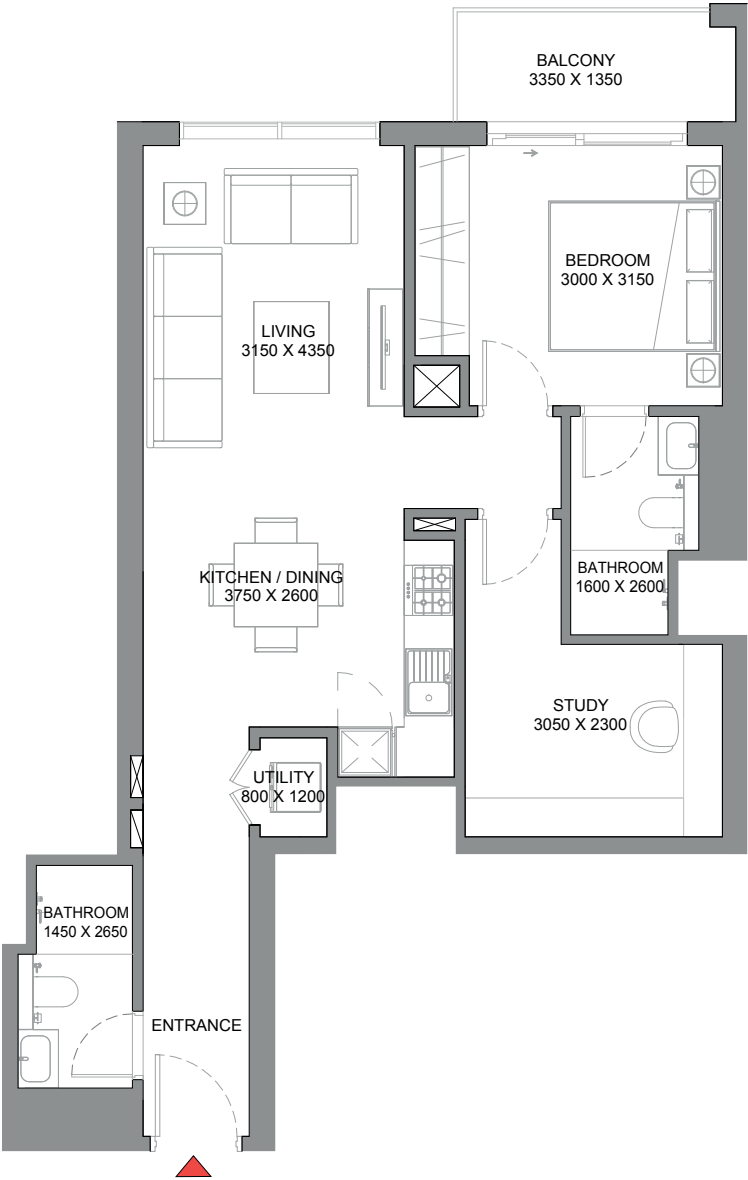 BALCONY
3350 X 1350
BEDROOM
3000 X 3150
LIVING
3150 X 4350
KITCHEN / DINING
3750 X 2600
BATHROOM
1600 X 2600
STUDY
3050 X 2300
UTILITY
800 X 1200
BATHROOM
1450 X 2650
ENTRANCE